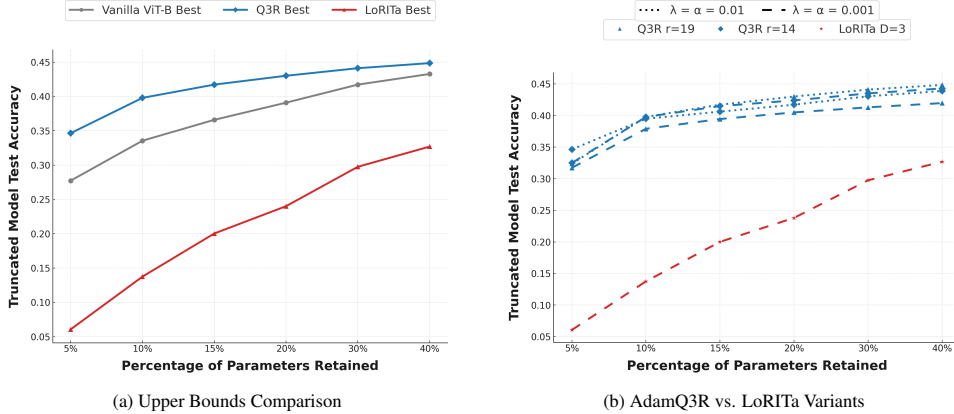 Vanilla ViT-B Best Q3R Best LoRITa Best
Truncated Model Test Accuracy
0.45
0.40
0.35
0.30
0.25
0.20
0.15
0.10
0.05
5% 10% 15% 20% 30% 40%
Percentage of Parameters Retained
(a) Upper Bounds Comparison
λ = α = 0.01 λ = α = 0.001
Q3R r=19 Q3R r=14 LoRITa D=3
Truncated Model Test Accuracy
0.45
0.40
0.35
0.30
0.25
0.20
0.15
0.10
0.05
5% 10% 15% 20% 30% 40%
Percentage of Parameters Retained
(b) AdamQ3R vs. LoRITa Variants